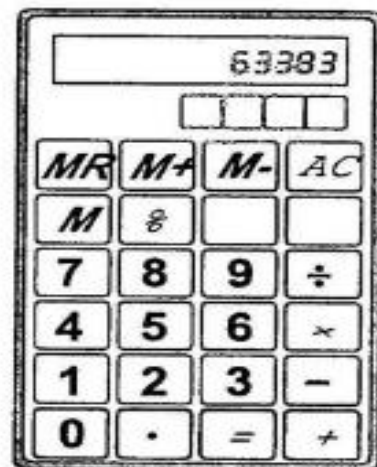 63383
MR M+ M- AC
M %
7 8 9 ÷
4 5 6 ×
1 2 3 −
0 . = +